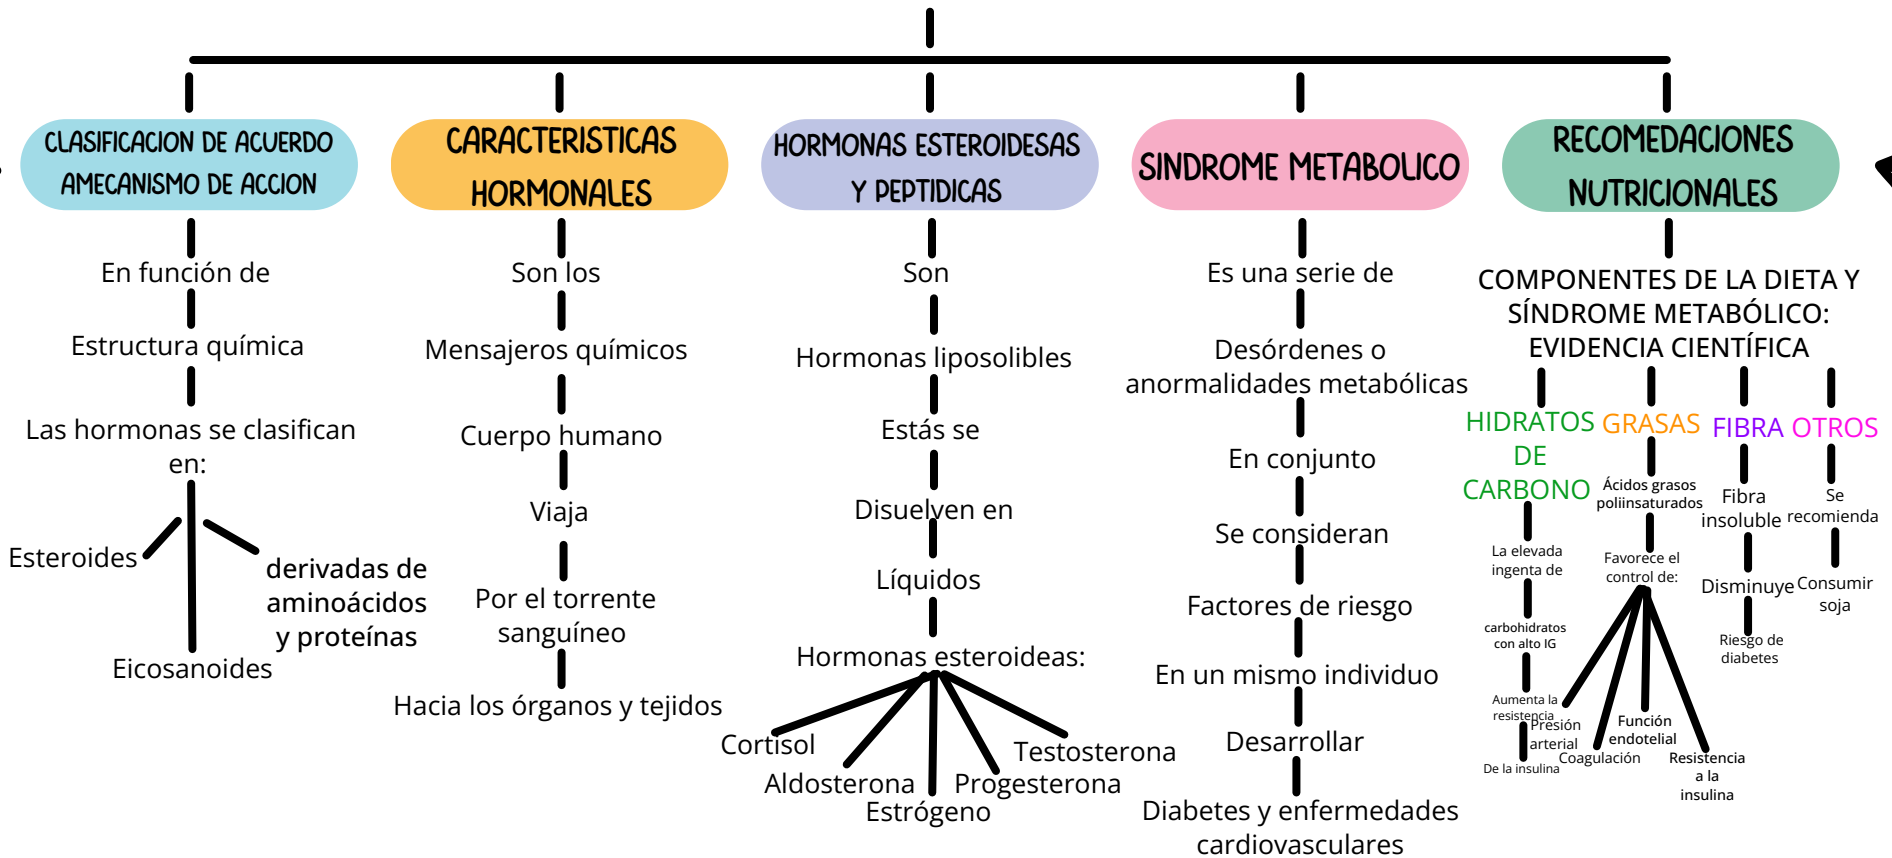 CLASIFICACION DE ACUERDO
AMECANISMO DE ACCION
En función de
Estructura química
Las hormonas se clasifican
en:
Esteroides
derivadas de
aminoácidos
y proteínas
Eicosanoides
CARACTERISTICAS
HORMONALES
Son los
Mensajeros químicos
Cuerpo humano
Viaja
Por el torrente
sanguíneo
Hacia los órganos y tejidos
HORMONAS ESTEROIDESAS
Y PEPTIDICAS
Son
Hormonas liposolibles
Estás se
Disuelven en
Líquidos
Hormonas esteroideas:
Cortisol
Aldosterona
Estrógeno
Progesterona
Testosterona
SINDROME METABOLICO
Es una serie de
Desórdenes o
anormalidades metabólicas
En conjunto
Se consideran
Factores de riesgo
En un mismo individuo
Desarrollar
Diabetes y enfermedades
cardiovasculares
RECOMEDACIONES
NUTRICIONALES
COMPONENTES DE LA DIETA Y
SÍNDROME METABÓLICO:
EVIDENCIA CIENTÍFICA
HIDRATOS
DE
CARBONO
La elevada
ingenta de
carbohidratos
con alto IG
Aumenta la
resistencia
De la insulina
GRASAS
Ácidos grasos
poliinsaturados
Favorece el
control de:
Presión
arterial
Coagulación
Función
endotelial
Resistencia
a la
insulina
FIBRA
Fibra
insoluble
Disminuye
Riesgo de
diabetes
OTROS
Se
recomienda
Consumir
soja